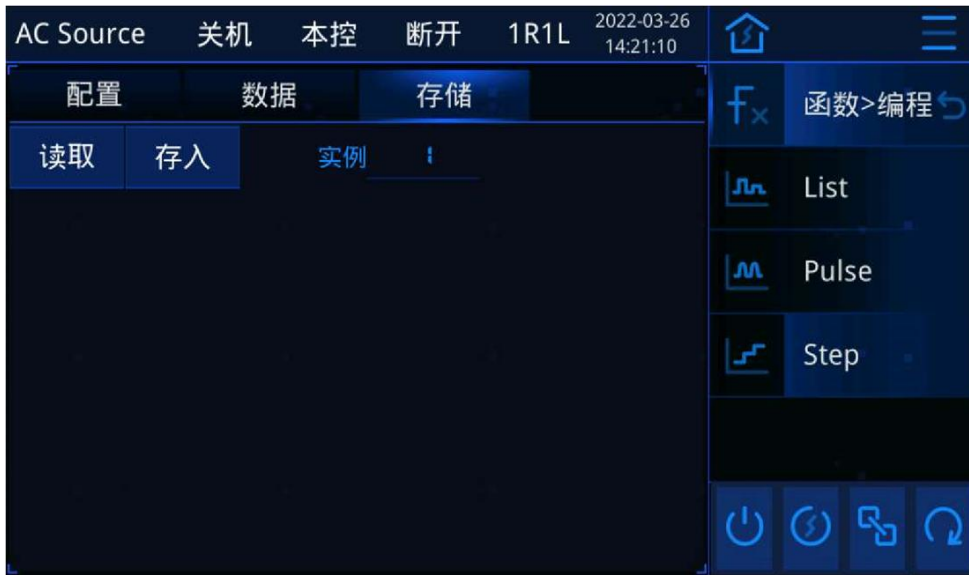 AC Source 关机 本控 断开 1R1L 2022-03-26
14:21:10
配置 数据 存储
读取 存入 实例 1
函数>编程
List
Pulse
Step